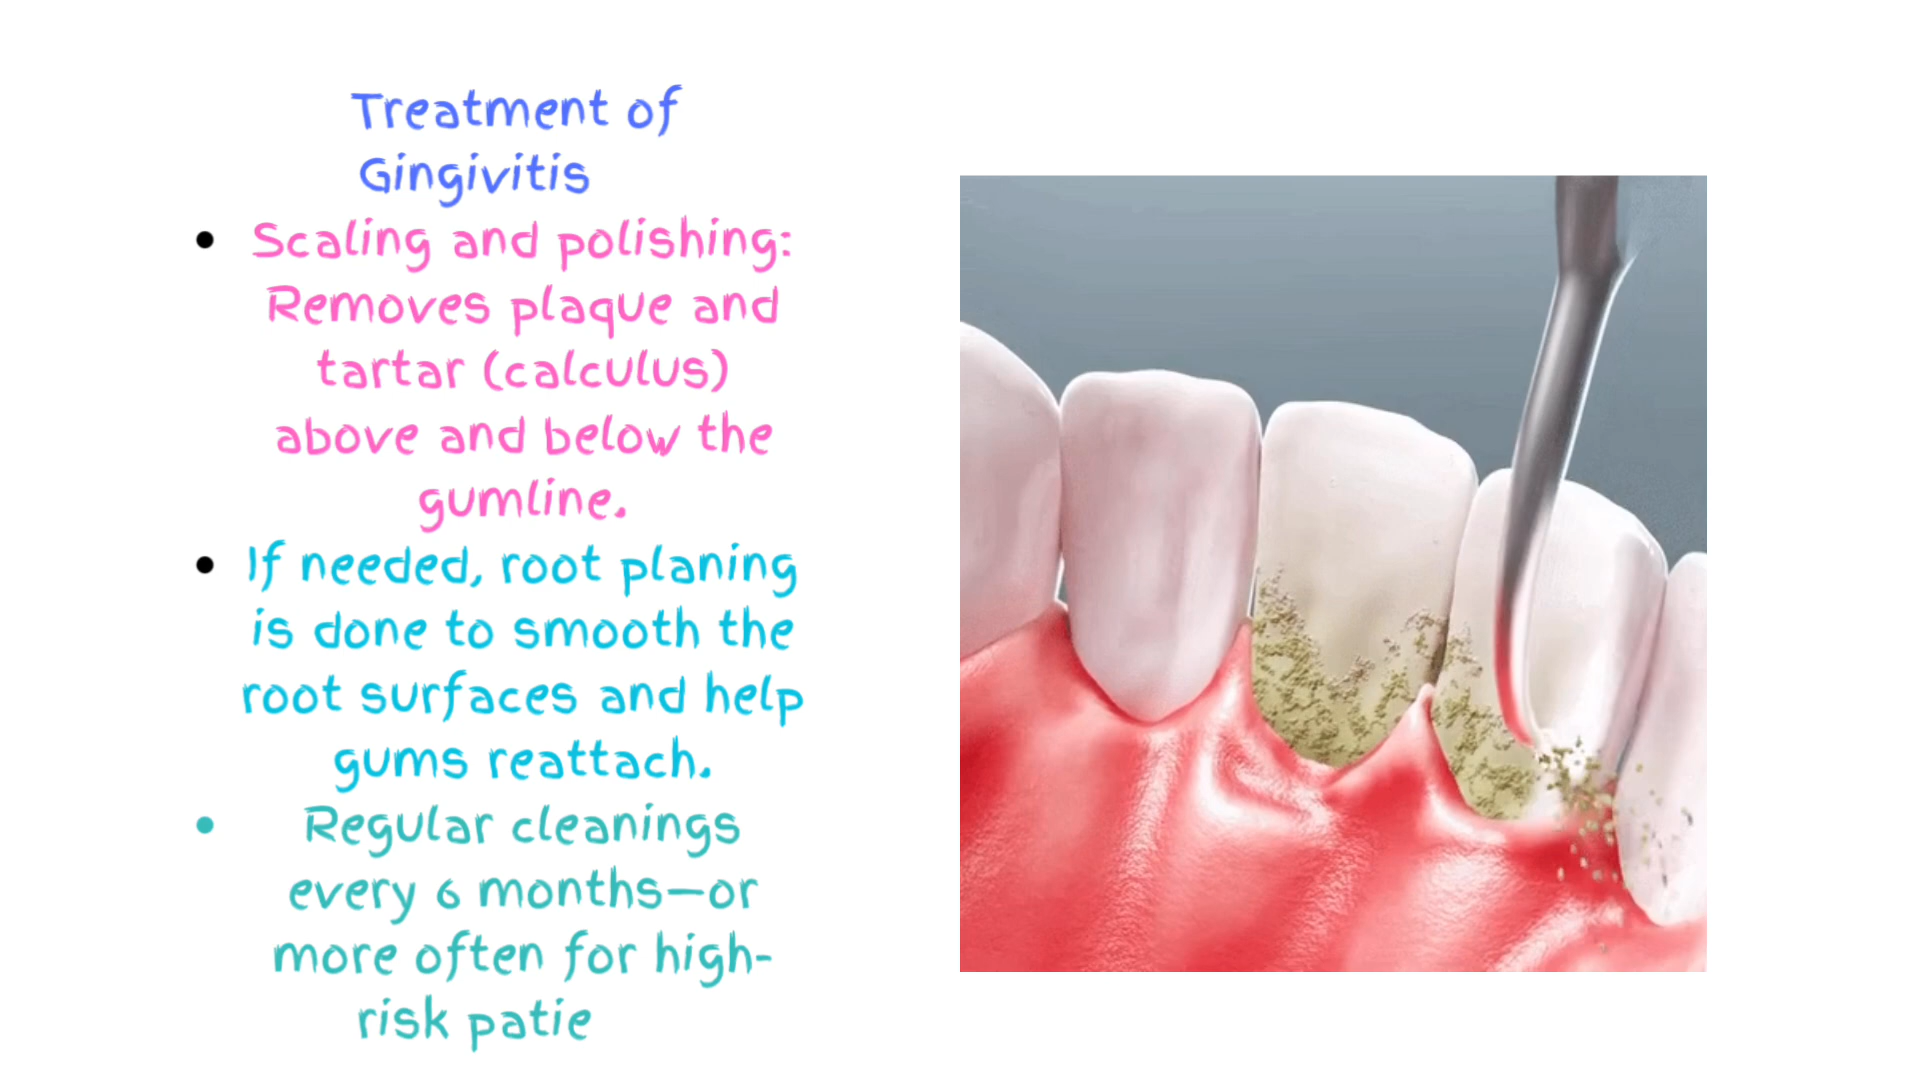 Treatment of
Gingivitis
• Scaling and polishing:
Removes plaque and
tartar (calculus)
above and below the
gumline.
• If needed, root planing
is done to smooth the
root surfaces and help
gums reattach.
• Regular cleanings
every 6 months—or
more often for high-
risk patie